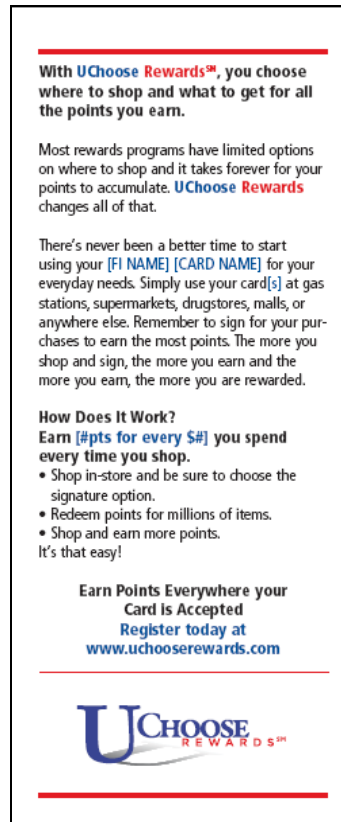 With UChoose Rewards℠, you choose
where to shop and what to get for all
the points you earn.
Most rewards programs have limited options
on where to shop and it takes forever for your
points to accumulate. UChoose Rewards
changes all of that.
There's never been a better time to start
using your [FI NAME] [CARD NAME] for your
everyday needs. Simply use your card[s] at gas
stations, supermarkets, drugstores, malls, or
anywhere else. Remember to sign for your pur-
chases to earn the most points. The more you
shop and sign, the more you earn and the
more you earn, the more you are rewarded.
How Does It Work?
Earn [#pts for every $#] you spend
every time you shop.
• Shop in-store and be sure to choose the
signature option.
• Redeem points for millions of items.
• Shop and earn more points.
It's that easy!
Earn Points Everywhere your
Card is Accepted
Register today at
www.uchooserewards.com
UCHOOSE
REWARDS℠